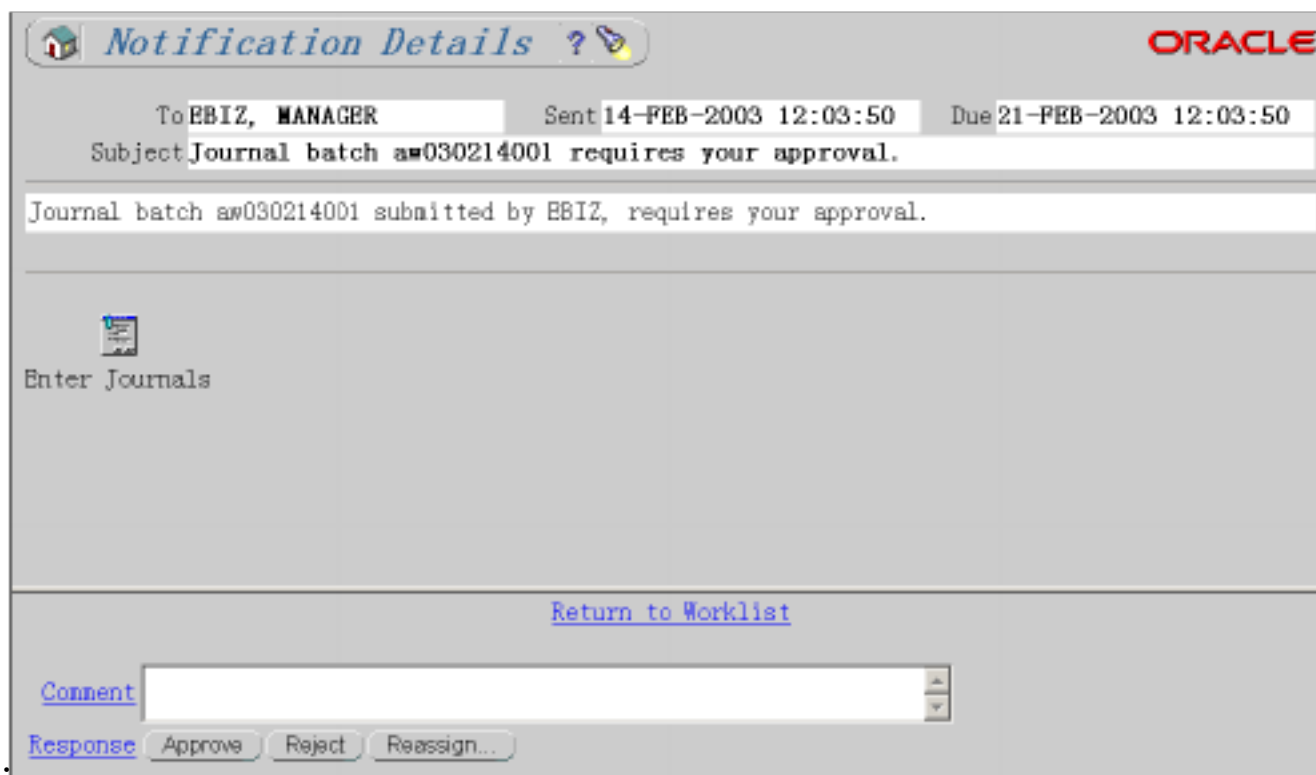 Notification Details ?
ORACLE
To EBIZ, MANAGER Sent 14-FEB-2003 12:03:50 Due 21-FEB-2003 12:03:50
Subject Journal batch aw030214001 requires your approval.
Journal batch aw030214001 submitted by EBIZ, requires your approval.
Enter Journals
Return to Worklist
Comment
Response Approve Reject Reassign...